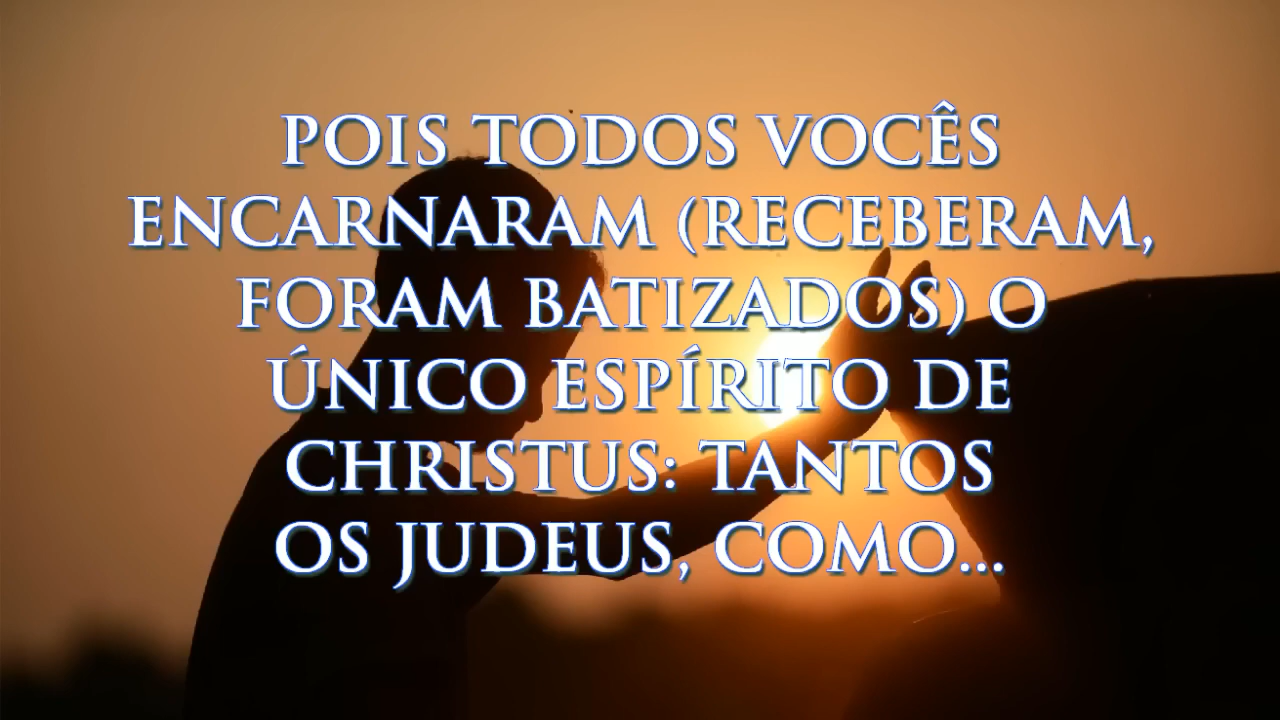 POIS TODOS VOCÊS
ENCARNARAM (RECEBERAM,
FORAM BATIZADOS) O
ÚNICO ESPÍRITO DE
CHRISTUS: TANTOS
OS JUDEUS, COMO...